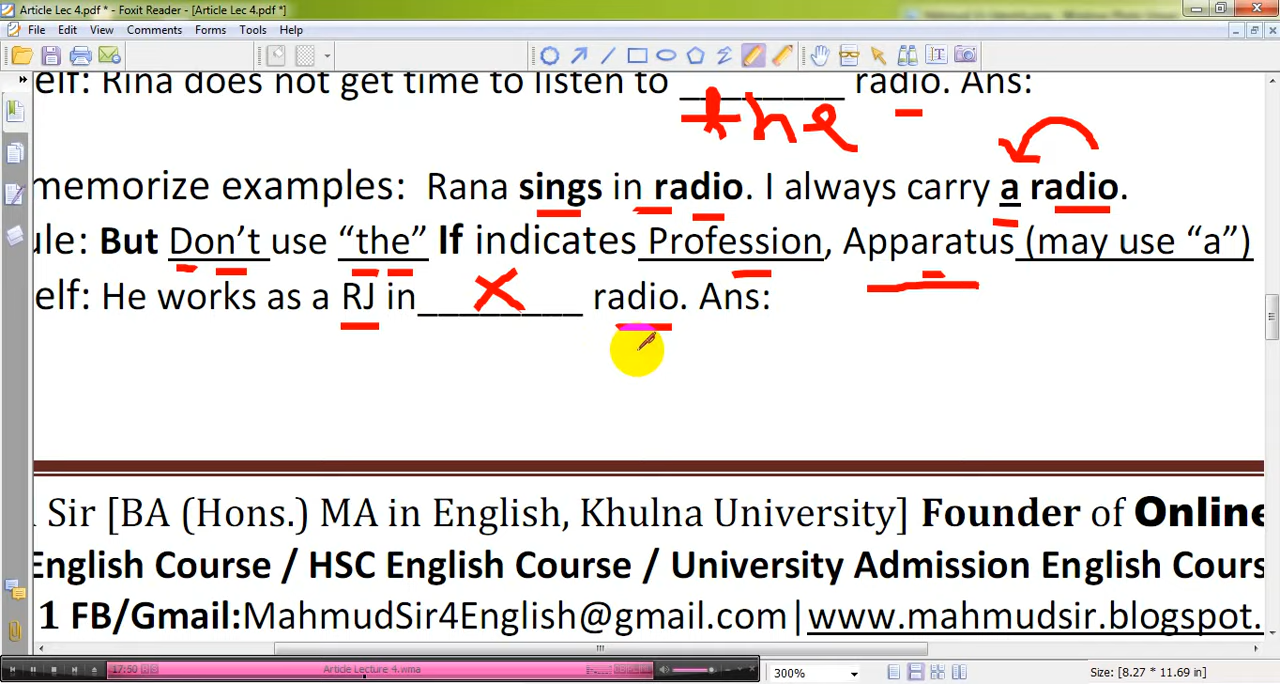 Article Lec 4.pdf * - Foxit Reader - [Article Lec 4.pdf *]
File Edit View Comments Forms Tools Help
elf: Rina does not get time to listen to _________ radio. Ans:
the
memorize examples: Rana sings in radio. I always carry a radio.
ule: But Don't use “the” If indicates Profession, Apparatus (may use “a”)
elf: He works as a RJ in_________ radio. Ans:
Sir [BA (Hons.) MA in English, Khulna University] Founder of Online
English Course / HSC English Course / University Admission English Cours
1 FB/Gmail:MahmudSir4English@gmail.com|www.mahmudsir.blogspot.
17:50 Article Lecture 4.wma 300% Size: [8.27 * 11.69 in]